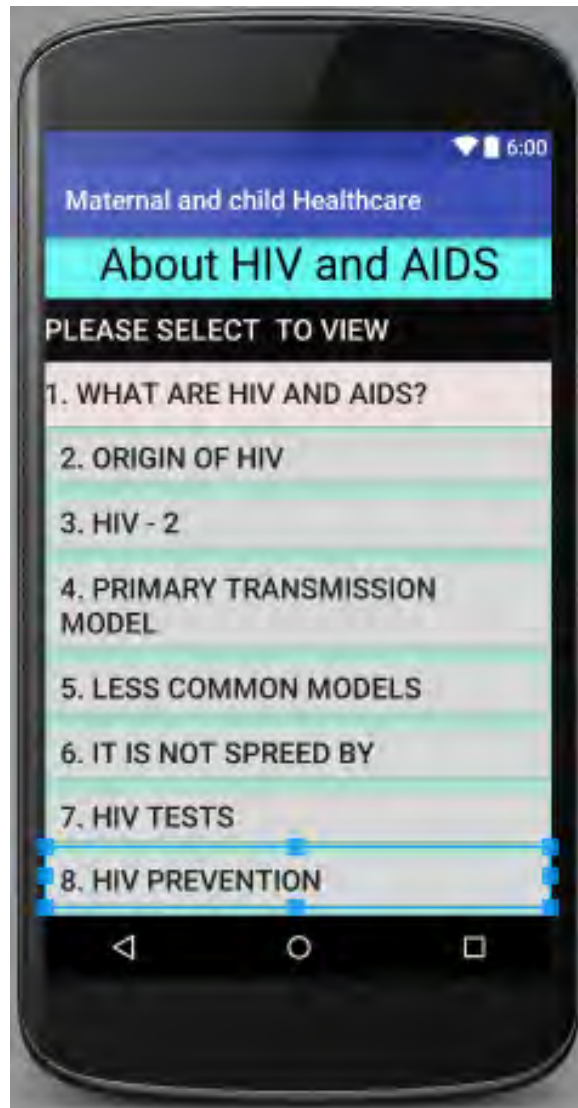 6:00
Maternal and child Healthcare
About HIV and AIDS
PLEASE SELECT TO VIEW
1. WHAT ARE HIV AND AIDS?
2. ORIGIN OF HIV
3. HIV - 2
4. PRIMARY TRANSMISSION
MODEL
5. LESS COMMON MODELS
6. IT IS NOT SPREED BY
7. HIV TESTS
8. HIV PREVENTION